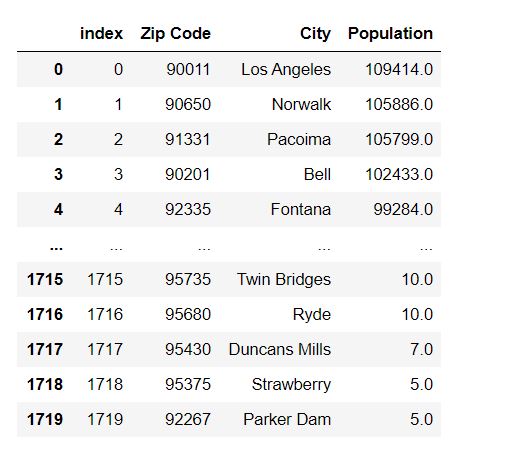 index Zip Code City Population
0 0 90011 Los Angeles 109414.0
1 1 90650 Norwalk 105886.0
2 2 91331 Pacoima 105799.0
3 3 90201 Bell 102433.0
4 4 92335 Fontana 99284.0
... ... ... ... ...
1715 1715 95735 Twin Bridges 10.0
1716 1716 95680 Ryde 10.0
1717 1717 95430 Duncans Mills 7.0
1718 1718 95375 Strawberry 5.0
1719 1719 92267 Parker Dam 5.0